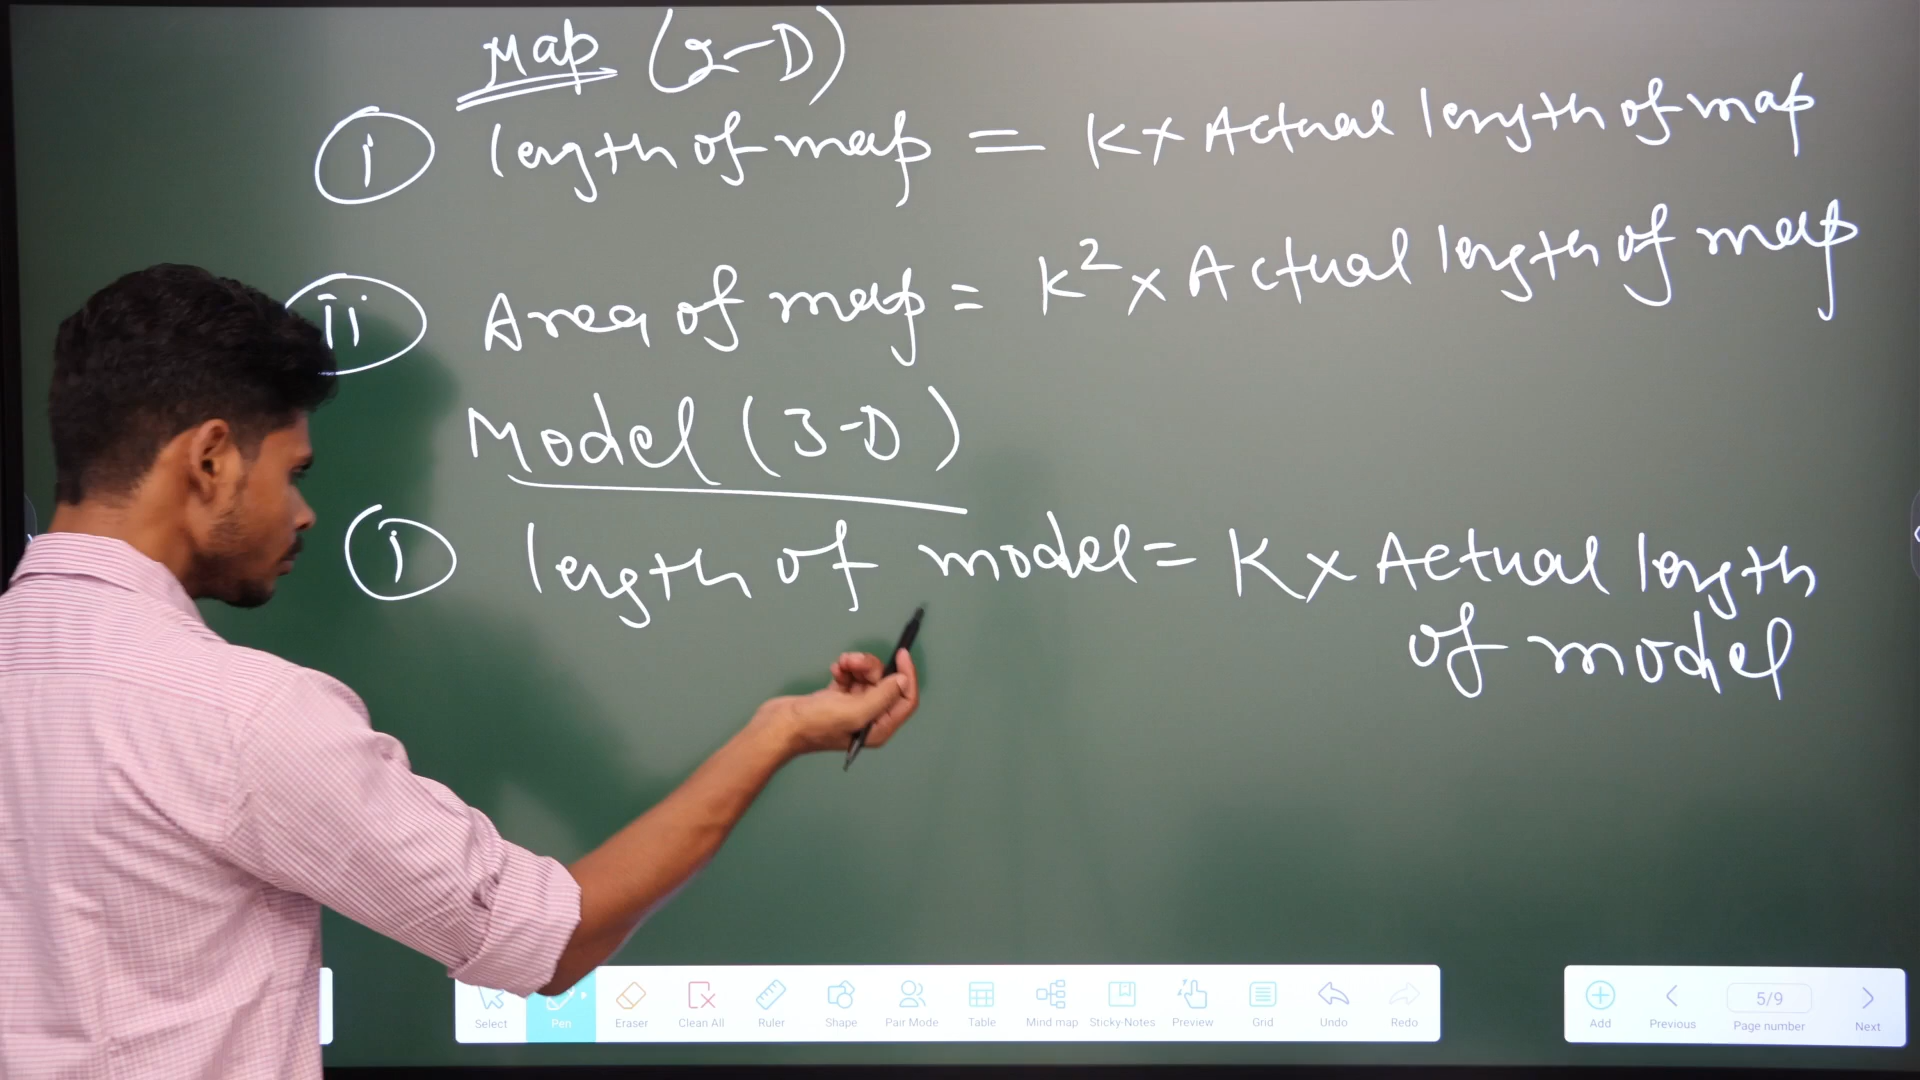 Map (2-D)
i length of map = K × Actual length of map
ii Area of map = K² × Actual length of map
Model (3-D)
i length of model = K × Actual length
of model
Select Pen Eraser Clean All Ruler Shape Pair Mode Table Mind map Sticky-Notes Preview Grid Undo Redo
Add Previous 5/9 Page number Next